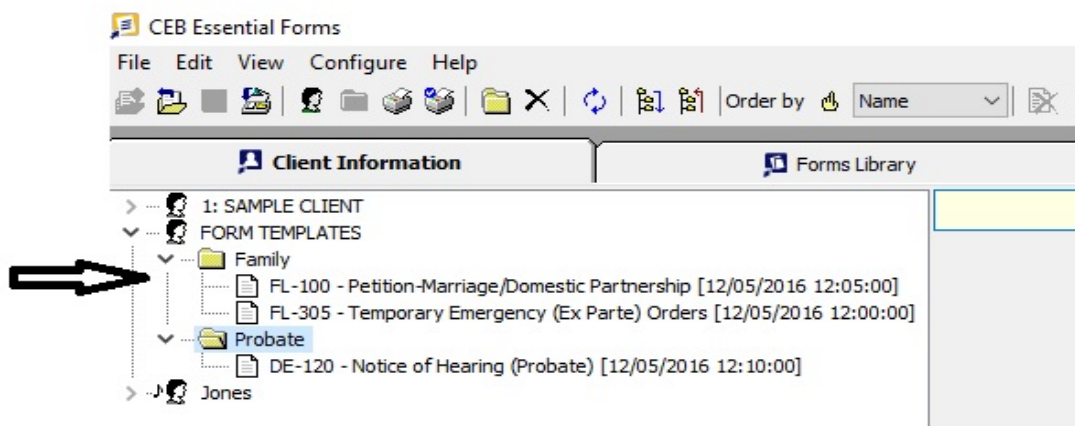 CEB Essential Forms
File Edit View Configure Help
Order by Name
Client Information Forms Library
1: SAMPLE CLIENT
FORM TEMPLATES
Family
FL-100 - Petition-Marriage/Domestic Partnership [12/05/2016 12:05:00]
FL-305 - Temporary Emergency (Ex Parte) Orders [12/05/2016 12:00:00]
Probate
DE-120 - Notice of Hearing (Probate) [12/05/2016 12:10:00]
Jones